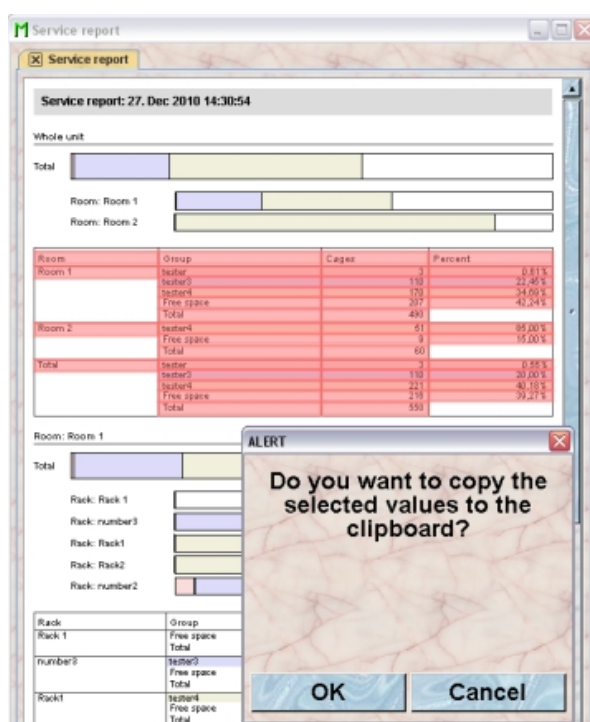 Service report
Service report
Service report: 27. Dec 2010 14:30:54
Whole unit
Total
Room: Room 1
Room: Room 2
Room Group Cages Percent
Room 1 tester 3 0,61%
tester3 110 22,45%
tester4 170 34,69%
Free space 207 42,24%
Total 490
Room 2 tester4 51 85,00%
Free space 9 15,00%
Total 60
Total tester 3 0,55%
tester3 110 20,00%
tester4 221 40,18%
Free space 216 39,27%
Total 550
Room: Room 1
Total
Rack: Rack 1
Rack: number3
Rack: Rack1
Rack: Rack2
Rack: number2
Rack Group
Rack 1 Free space
Total
number3 tester3
Free space
Total
Rack1 tester4
Free space
Total
ALERT
Do you want to copy the
selected values to the
clipboard?
OK Cancel